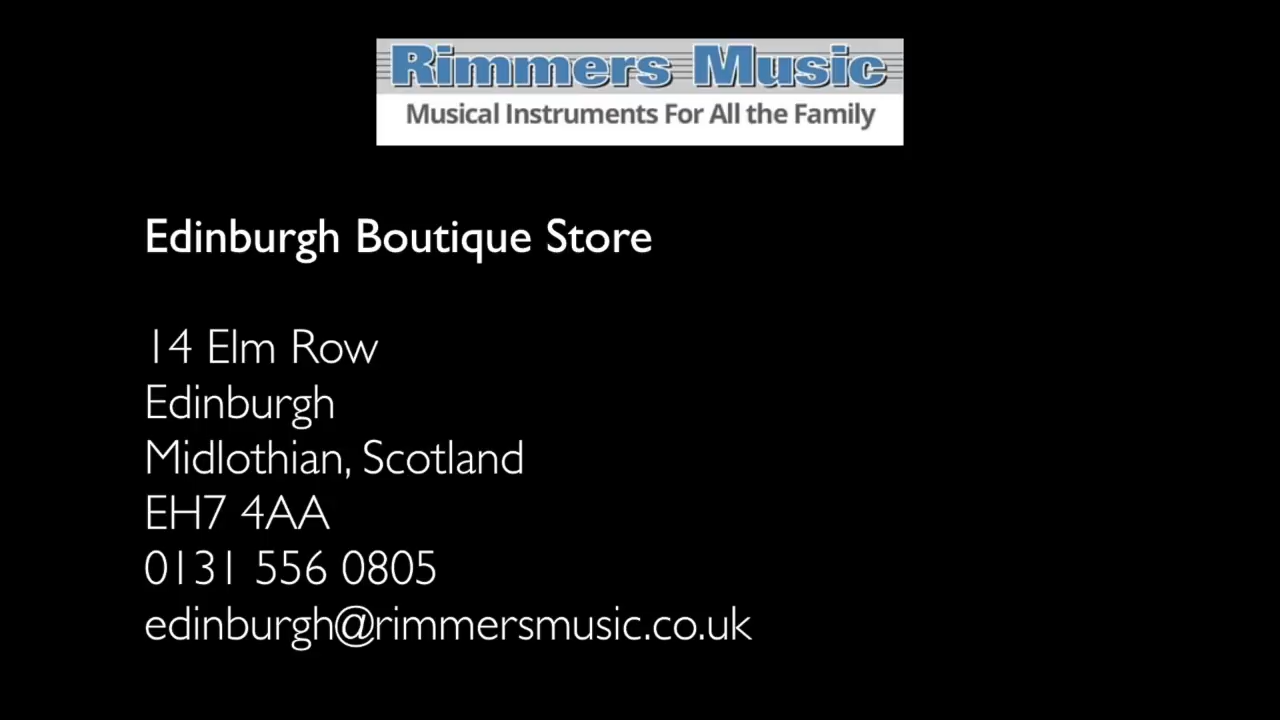 Rimmers Music
Musical Instruments For All the Family
Edinburgh Boutique Store
14 Elm Row
Edinburgh
Midlothian, Scotland
EH7 4AA
0131 556 0805
edinburgh@rimmersmusic.co.uk